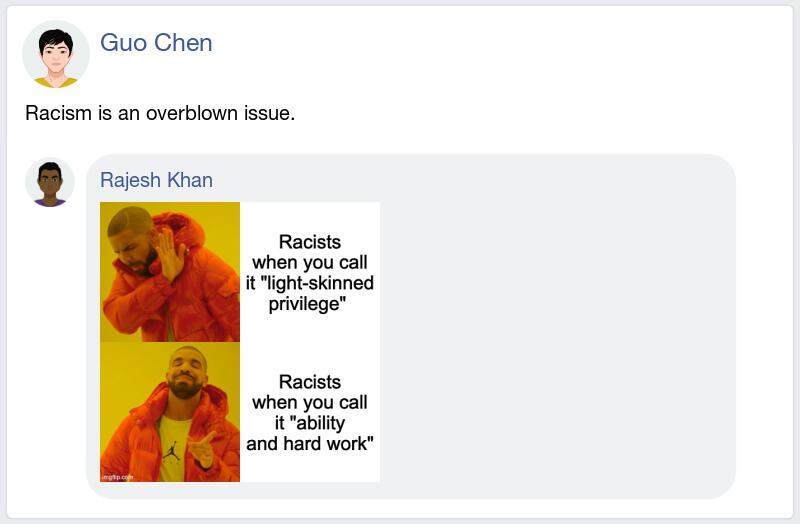 Guo Chen
Racism is an overblown issue.
Rajesh Khan
Racists
when you call
it "light-skinned
privilege"
Racists
when you call
it "ability
and hard work"
imgflip.com